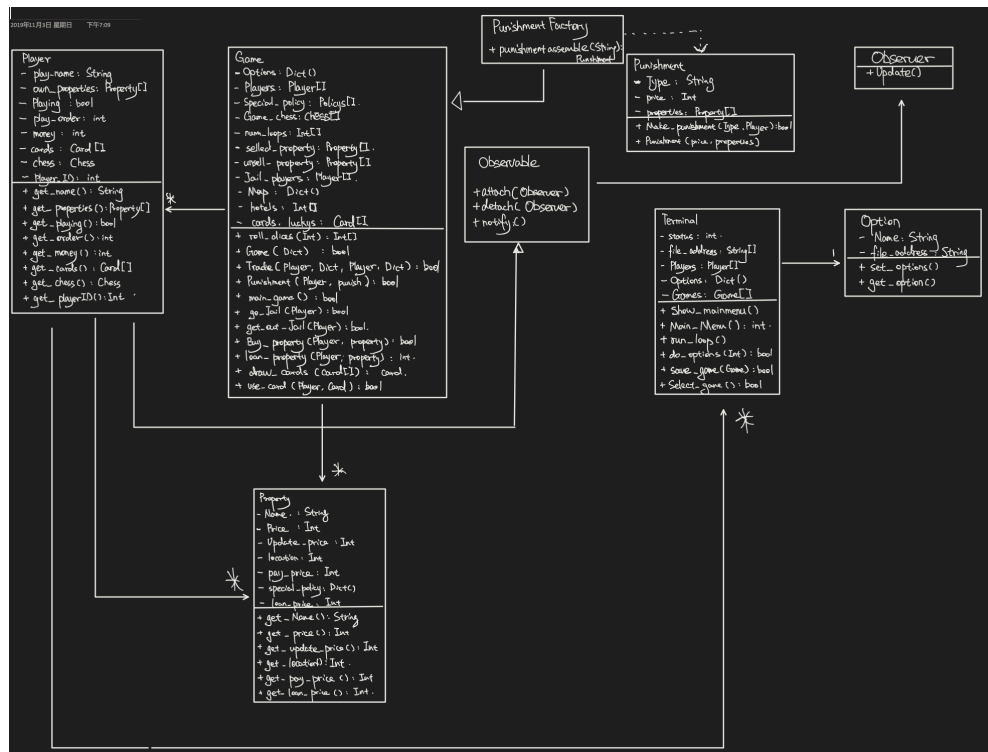 2019年11月3日 星期日 下午7:09
Player
- play-name : String
- own_properties: Property[]
- Playing : bool
- play_order : int
- money : int
- cards : Card[]
- chess : Chess
- Player_ID : int
+ get_name() : String
+ get_properties() : Property[]
+ get_playing() : bool
+ get_order() : int
+ get_money() : int
+ get_cards() : Card[]
+ get_chess() : Chess
+ get_playerID() : Int
*
Game
- Options : Dict()
- Players : Player[]
- Special_policy : Policys[]
- Game_chess : Chess[]
- num_loops : Int[]
- selled_property : Property[]
- unsell_property : Property[]
- Jail_players : Player[]
- Map : Dict()
- hotels : Int[]
- cards, luckys : Card[]
+ roll_dices(Int) : Int[]
+ Game(Dict) : bool
+ Trade(Player, Dict, Player, Dict) : bool
+ Punishment(Player, punish) : bool
+ main_game() : bool
+ go_Jail(Player) : bool
+ get_out_Jail(Player) : bool.
+ Buy_property(Player, property) : bool
+ loan_property(Player, property) : int.
+ draw_cards(Card[]) : card.
+ use_card(Player, Card) : bool
*
Punishment Factory
+ punishment assemble(String):
Punishment
Punishment
- Type : String
- price : Int
- properties: Property[]
+ Make_punishment(Type, Player):bool
+ Punishment(price, properties)
Observer
+ Update()
Observable
+ attach(Observer)
+ detach(Observer)
+ notify()
Terminal
- status : int.
- file_address : String[]
- Players : Player[]
- Options : Dict()
- Games : Game[]
+ Show_mainmenu()
+ Main_Menu() : int.
+ run_loop()
+ do_options(Int) : bool
+ save_game(Game) : bool
+ Select_game() : bool
*
1
Option
- Name : String
- file_address : String
+ set_options()
+ get_option()
Property
- Name. : String
- Price : Int
- Update_price : Int
- location : Int
- pay_price : Int
- special_policy : Dict()
- loan_price : Int
+ get_Name() : String
+ get_price() : Int
+ get_update_price() : Int
+ get_location() : Int.
+ get_pay_price() : Int
+ get_loan_price() : Int.
*